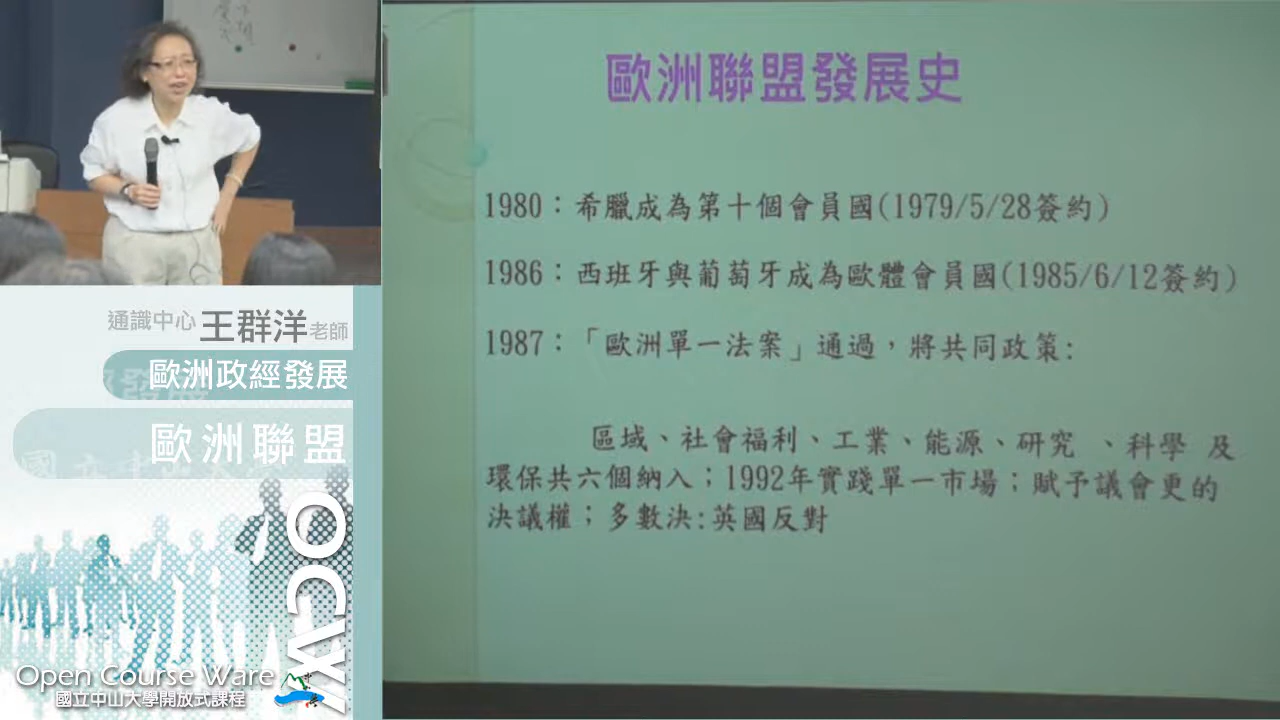 歐洲聯盟發展史
1980：希臘成為第十個會員國(1979/5/28簽約)
1986：西班牙與葡萄牙成為歐體會員國(1985/6/12簽約)
1987：「歐洲單一法案」通過，將共同政策:
區域、社會福利、工業、能源、研究 、科學 及
環保共六個納入；1992年實踐單一市場；賦予議會更的
決議權；多數決:英國反對
通識中心 王群洋老師
歐洲政經發展
歐洲聯盟
OCW
Open Course Ware
國立中山大學開放式課程